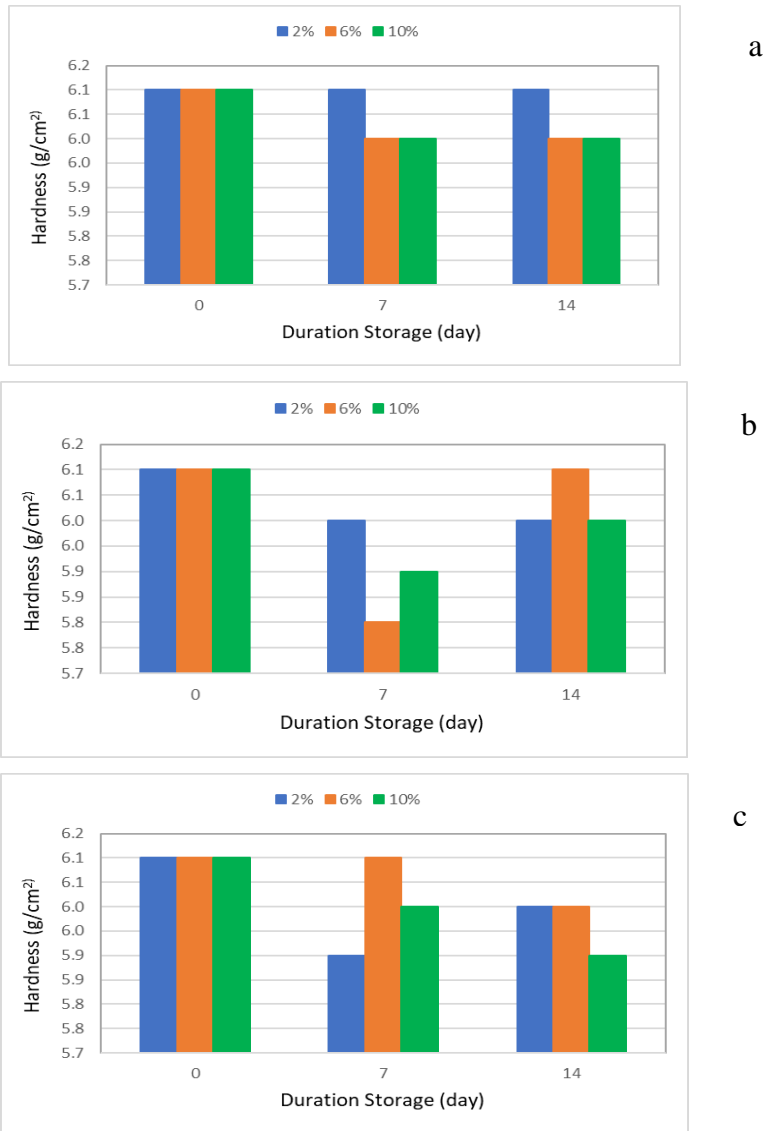 2% 6% 10%
a
6.2
6.1
6.1
6.0
6.0
5.9
5.9
5.8
5.8
5.7
Hardness (g/cm²)
0 7 14
Duration Storage (day)
2% 6% 10%
b
6.2
6.1
6.1
6.0
6.0
5.9
5.9
5.8
5.8
5.7
Hardness (g/cm²)
0 7 14
Duration Storage (day)
2% 6% 10%
c
6.2
6.1
6.1
6.0
6.0
5.9
5.9
5.8
5.8
5.7
Hardness (g/cm²)
0 7 14
Duration Storage (day)